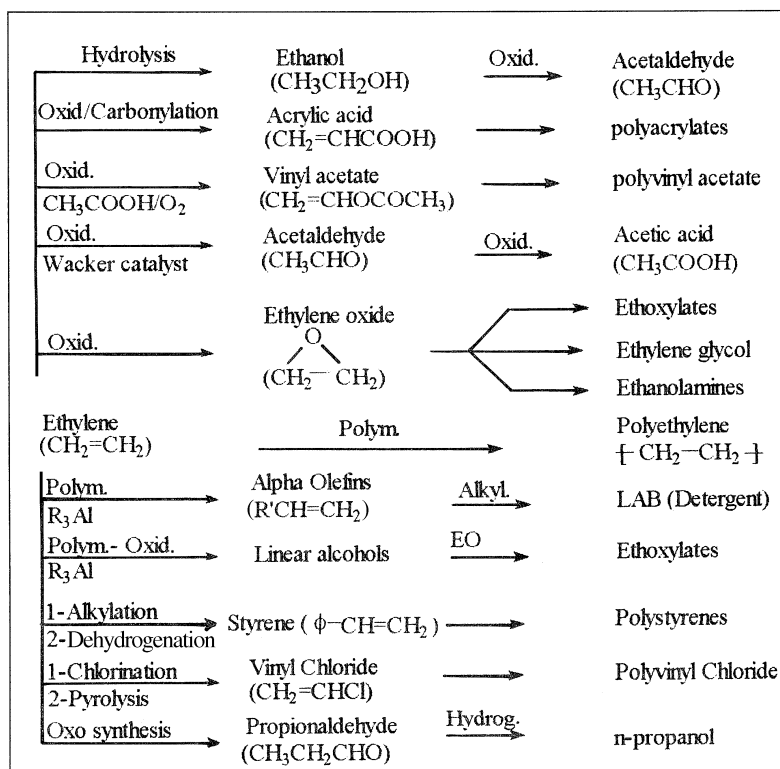 Hydrolysis Ethanol Oxid. Acetaldehyde
(CH₃CH₂OH) (CH₃CHO)
Oxid/Carbonylation Acrylic acid
(CH₂=CHCOOH) polyacrylates
Oxid. Vinyl acetate
CH₃COOH/O₂ (CH₂=CHOCOCH₃) polyvinyl acetate
Oxid. Acetaldehyde Oxid. Acetic acid
Wacker catalyst (CH₃CHO) (CH₃COOH)
Ethylene oxide Ethoxylates
Oxid. O Ethylene glycol
(CH₂—CH₂)
Ethanolamines
Ethylene Polym. Polyethylene
(CH₂=CH₂) ⁅CH₂—CH₂⁆
Polym. Alpha Olefins Alkyl. LAB (Detergent)
R₃Al (R'CH=CH₂)
Polym.- Oxid. Linear alcohols EO Ethoxylates
R₃Al
1-Alkylation Styrene (ϕ—CH=CH₂) Polystyrenes
2-Dehydrogenation
1-Chlorination Vinyl Chloride Polyvinyl Chloride
2-Pyrolysis (CH₂=CHCl)
Oxo synthesis Propionaldehyde Hydrog. n-propanol
(CH₃CH₂CHO)